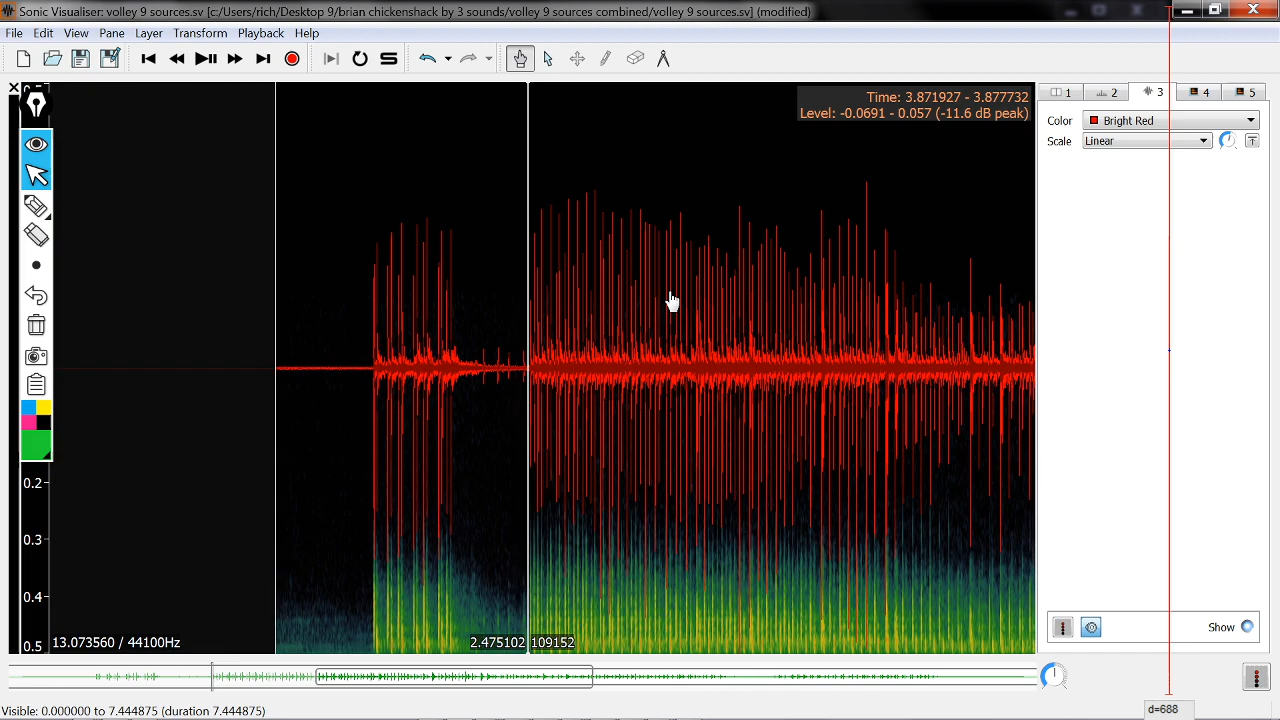 Sonic Visualiser: volley 9 sources.sv [c:/Users/rich/Desktop 9/brian chickenshack by 3 sounds/volley 9 sources combined/volley 9 sources.sv] (modified)
File Edit View Pane Layer Transform Playback Help
Time: 3.871927 - 3.877732
Level: -0.0691 - 0.057 (-11.6 dB peak)
1 2 3 4 5
Color Bright Red
Scale Linear
0.2
0.3
0.4
0.5
13.073560 / 44100Hz
2.475102 109152
Show
Visible: 0.000000 to 7.444875 (duration 7.444875)
d=688